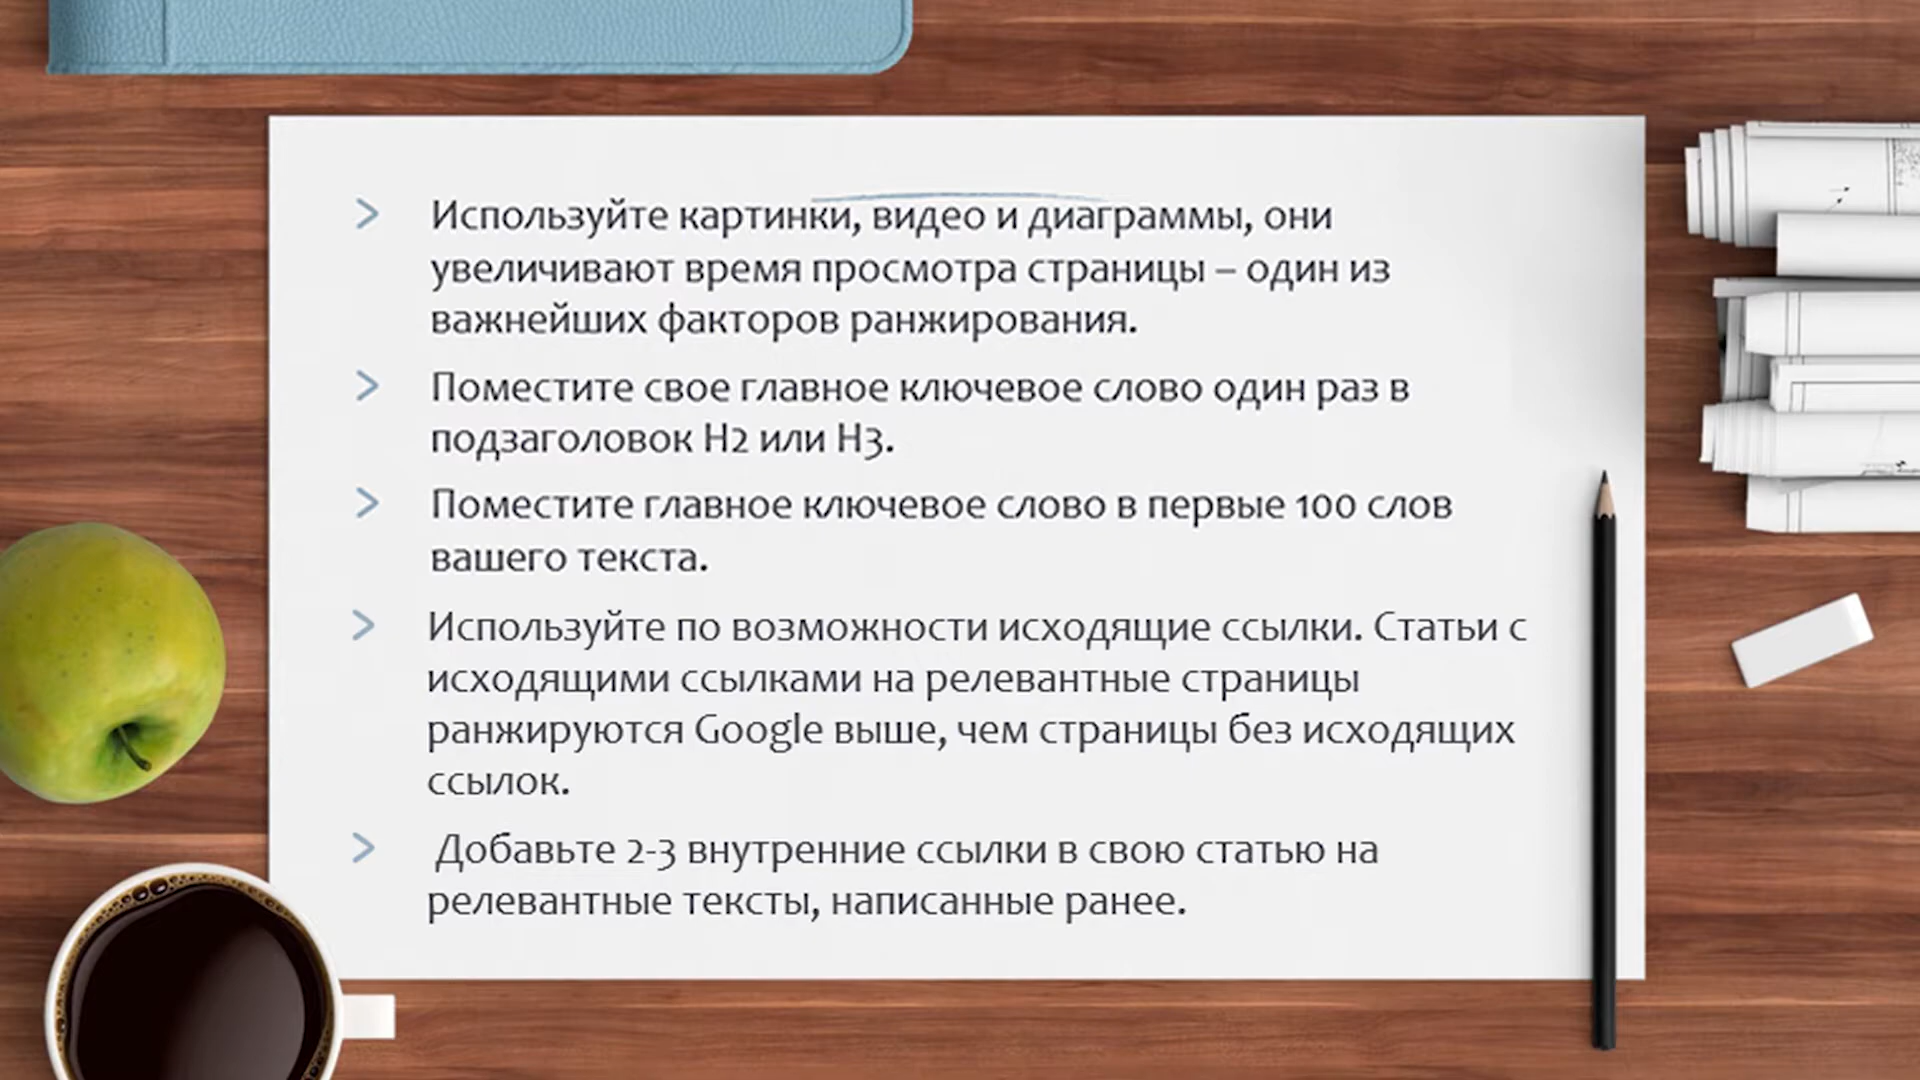 Используйте картинки, видео и диаграммы, они
увеличивают время просмотра страницы – один из
важнейших факторов ранжирования.
Поместите свое главное ключевое слово один раз в
подзаголовок H2 или H3.
Поместите главное ключевое слово в первые 100 слов
вашего текста.
Используйте по возможности исходящие ссылки. Статьи с
исходящими ссылками на релевантные страницы
ранжируются Google выше, чем страницы без исходящих
ссылок.
Добавьте 2-3 внутренние ссылки в свою статью на
релевантные тексты, написанные ранее.